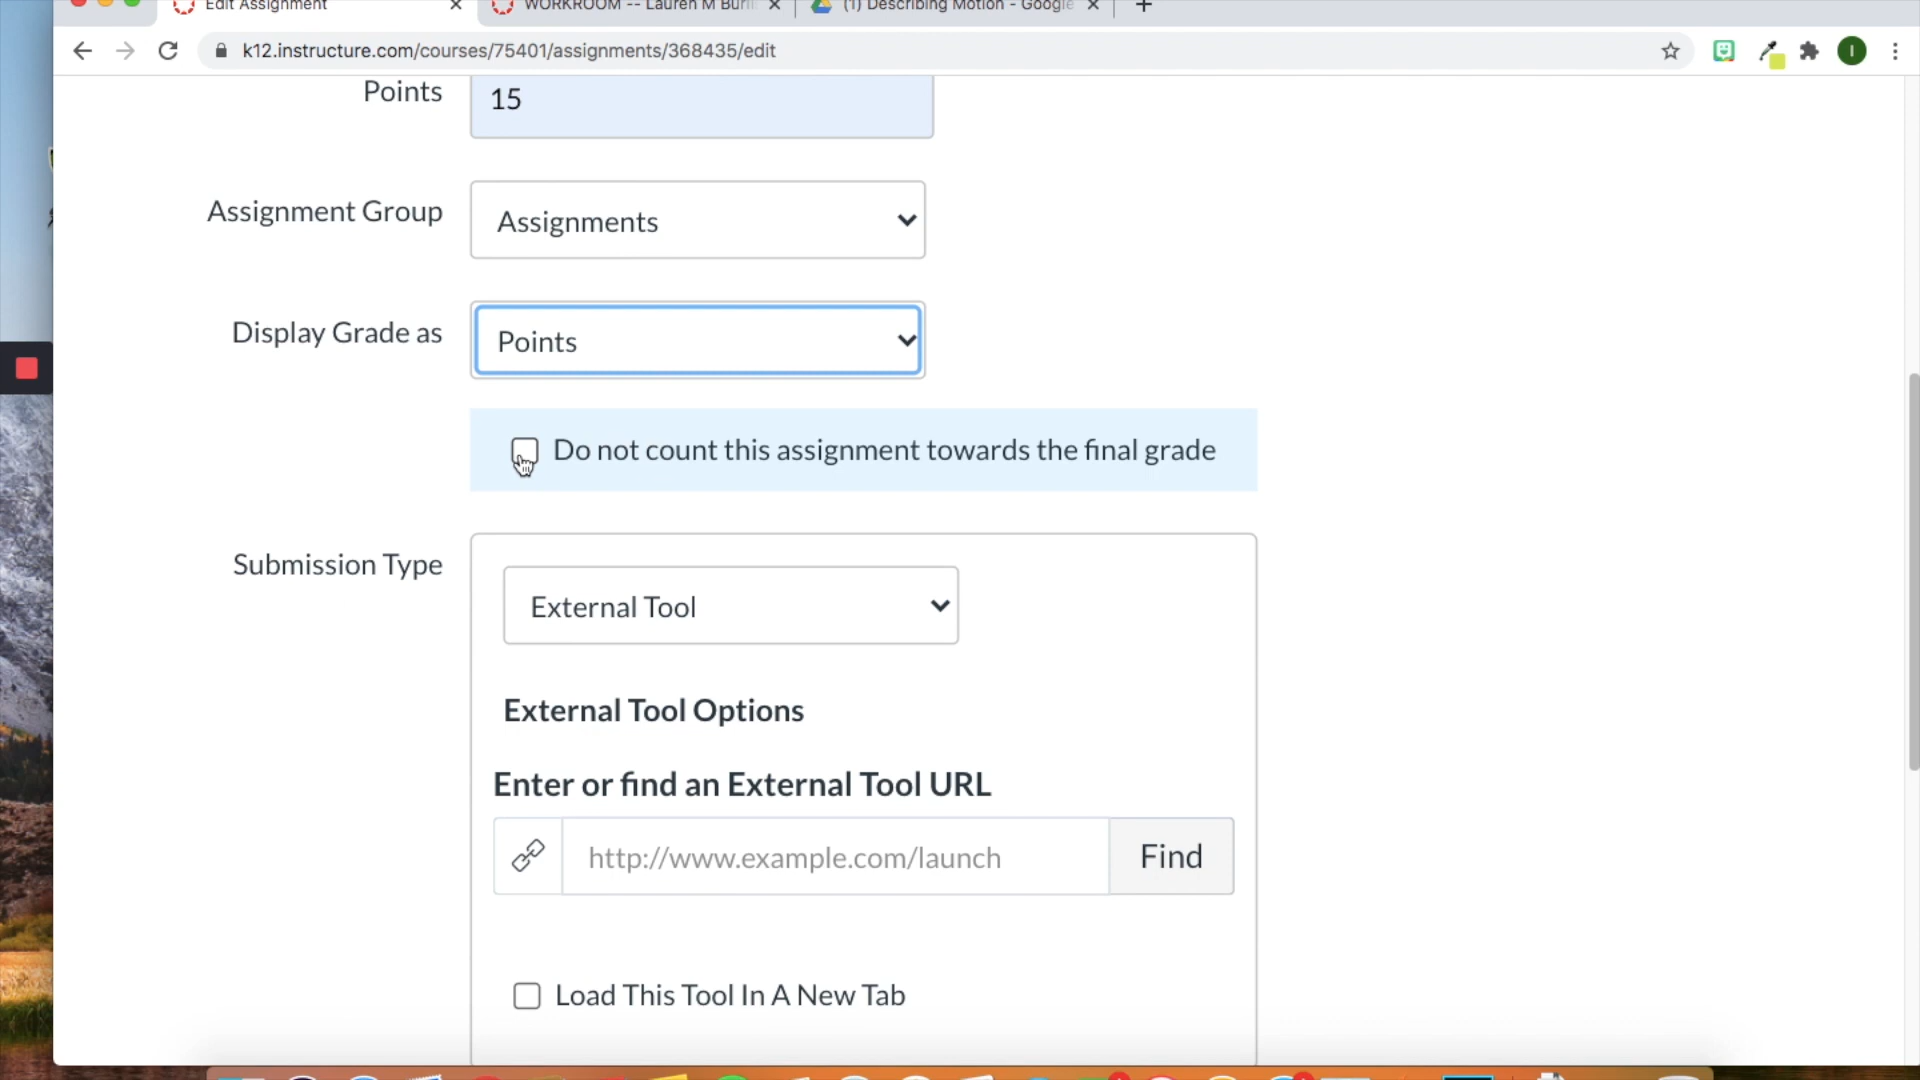 Edit Assignment
WORKROOM -- Lauren M Burli
(1) Describing Motion - Google
k12.instructure.com/courses/75401/assignments/368435/edit
I
Points
15
Assignment Group
Assignments
Display Grade as
Points
Do not count this assignment towards the final grade
Submission Type
External Tool
External Tool Options
Enter or find an External Tool URL
http://www.example.com/launch
Find
Load This Tool In A New Tab